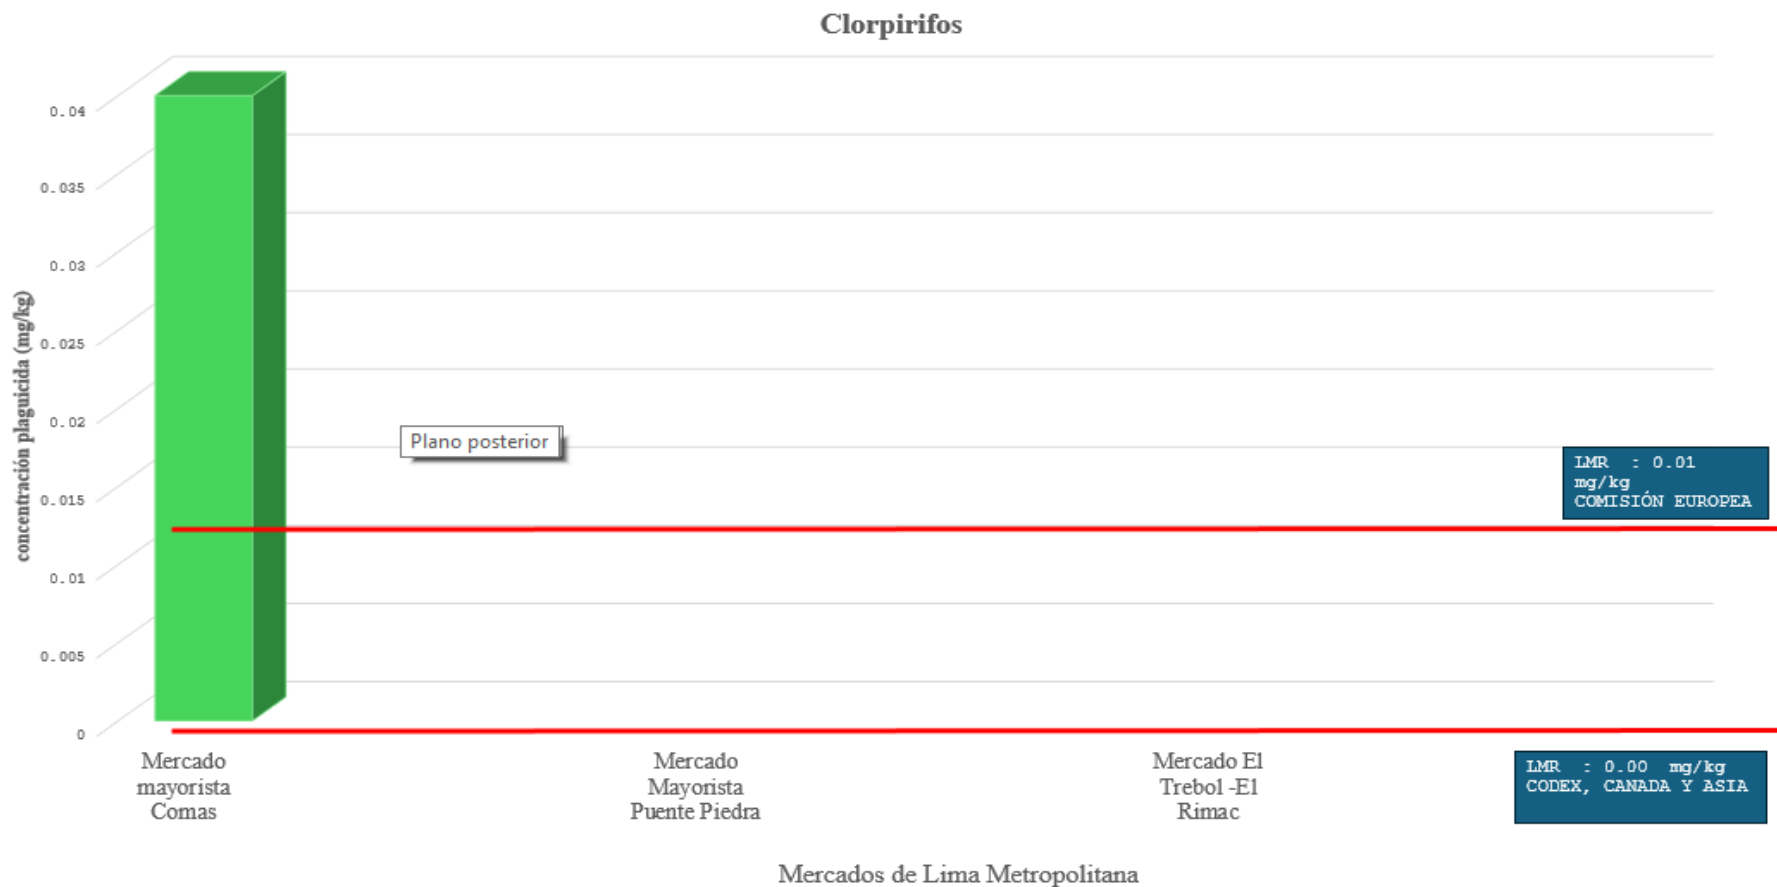 Clorpirifos
0.04
0.035
0.03
0.025
0.02
0.015
0.01
0.005
0
concentración plaguicida (mg/kg)
Plano posterior
LMR : 0.01
mg/kg
COMISIÓN EUROPEA
Mercado
mayorista
Comas
Mercado
Mayorista
Puente Piedra
Mercado El
Trebol -El
Rimac
LMR : 0.00 mg/kg
CODEX, CANADA Y ASIA
Mercados de Lima Metropolitana